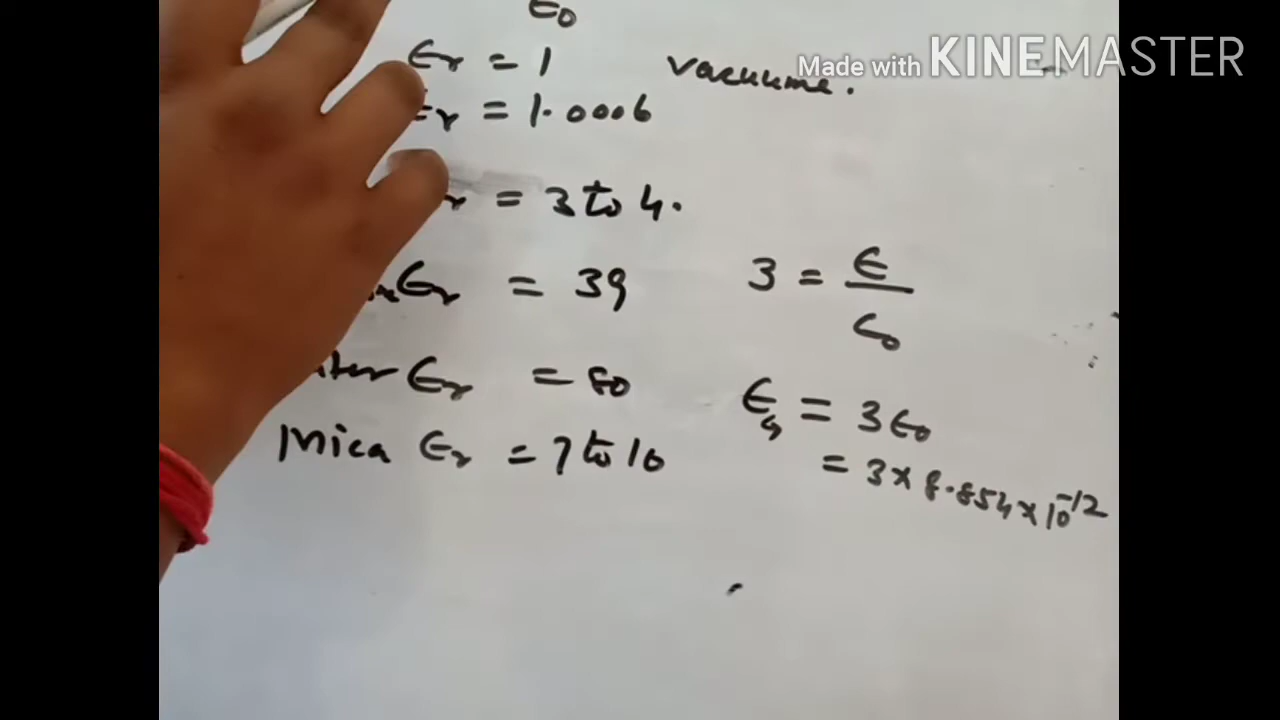 ϵ₀
ϵᵣ = 1 vacuume.
Made with KINEMASTER
ϵᵣ = 1.0006
= 3 to 4.
ϵᵣ = 39
ϵᵣ = 80
Mica ϵᵣ = 7 to 10
3 = ϵ/ϵ₀
ϵ = 3ϵ₀
= 3 × 8.854 × 10⁻¹²